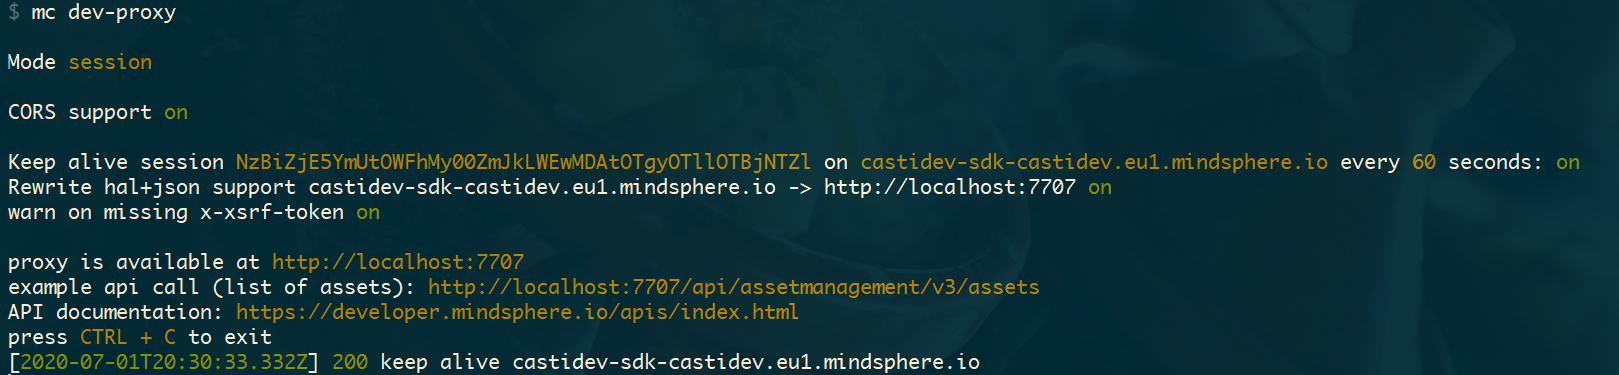 $ mc dev-proxy
Mode session
CORS support on
Keep alive session NzBiZjE5YmUtOWFhMy00ZmJkLWEwMDAtOTgyOTllOTBjNTZl on castidev-sdk-castidev.eu1.mindsphere.io every 60 seconds: on
Rewrite hal+json support castidev-sdk-castidev.eu1.mindsphere.io -> http://localhost:7707 on
warn on missing x-xsrf-token on
proxy is available at http://localhost:7707
example api call (list of assets): http://localhost:7707/api/assetmanagement/v3/assets
API documentation: https://developer.mindsphere.io/apis/index.html
press CTRL + C to exit
[2020-07-01T20:30:33.332Z] 200 keep alive castidev-sdk-castidev.eu1.mindsphere.io